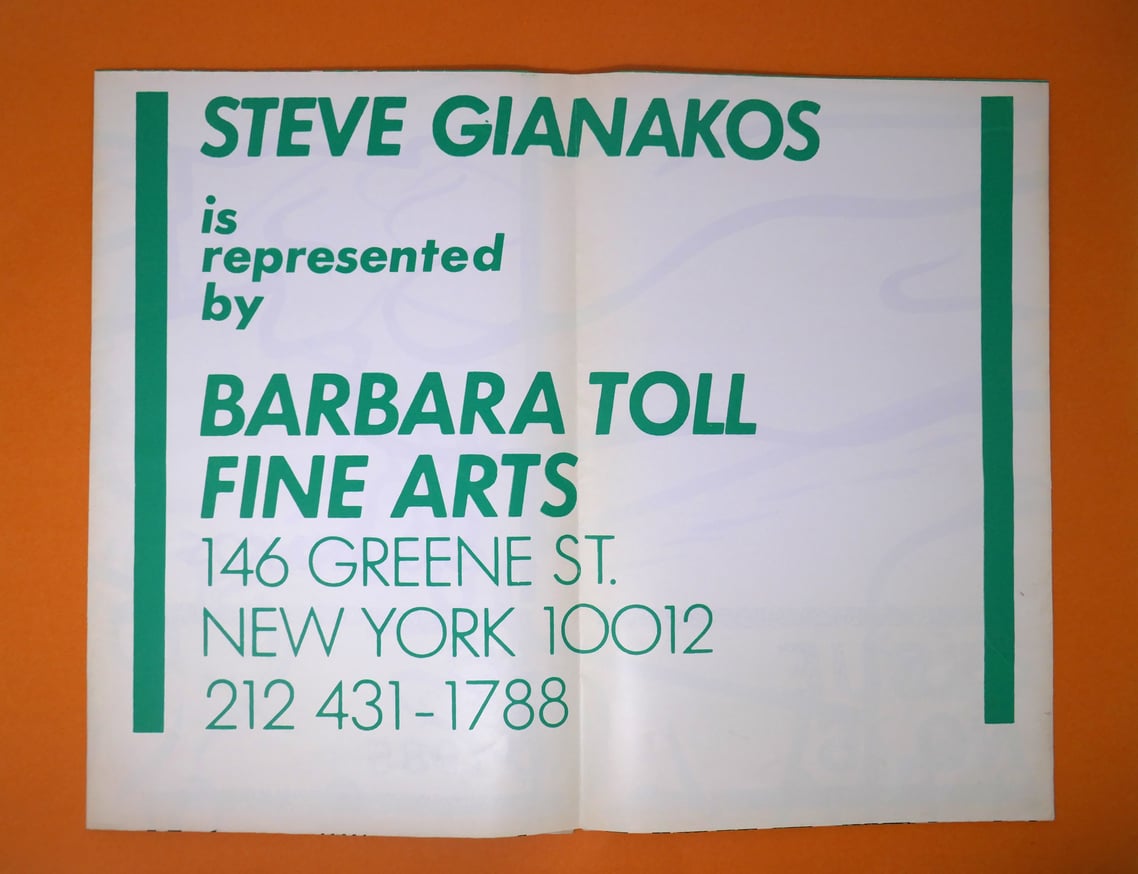 STEVE GIANAKOS
is
represented
by
BARBARA TOLL
FINE ARTS
146 GREENE ST.
NEW YORK 10012
212 431-1788